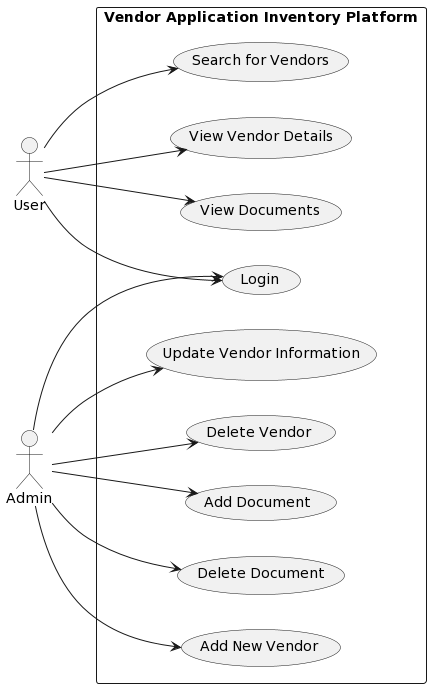 Vendor Application Inventory Platform
Search for Vendors
View Vendor Details
User
View Documents
Login
Update Vendor Information
Delete Vendor
Admin
Add Document
Delete Document
Add New Vendor